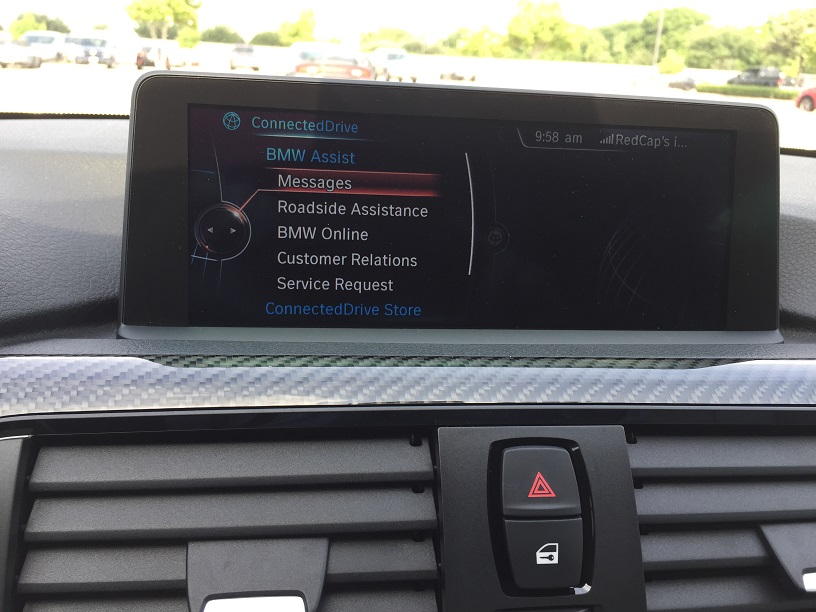 ConnectedDrive
9:58 am RedCap's i...
BMW Assist
Messages
Roadside Assistance
BMW Online
Customer Relations
Service Request
ConnectedDrive Store